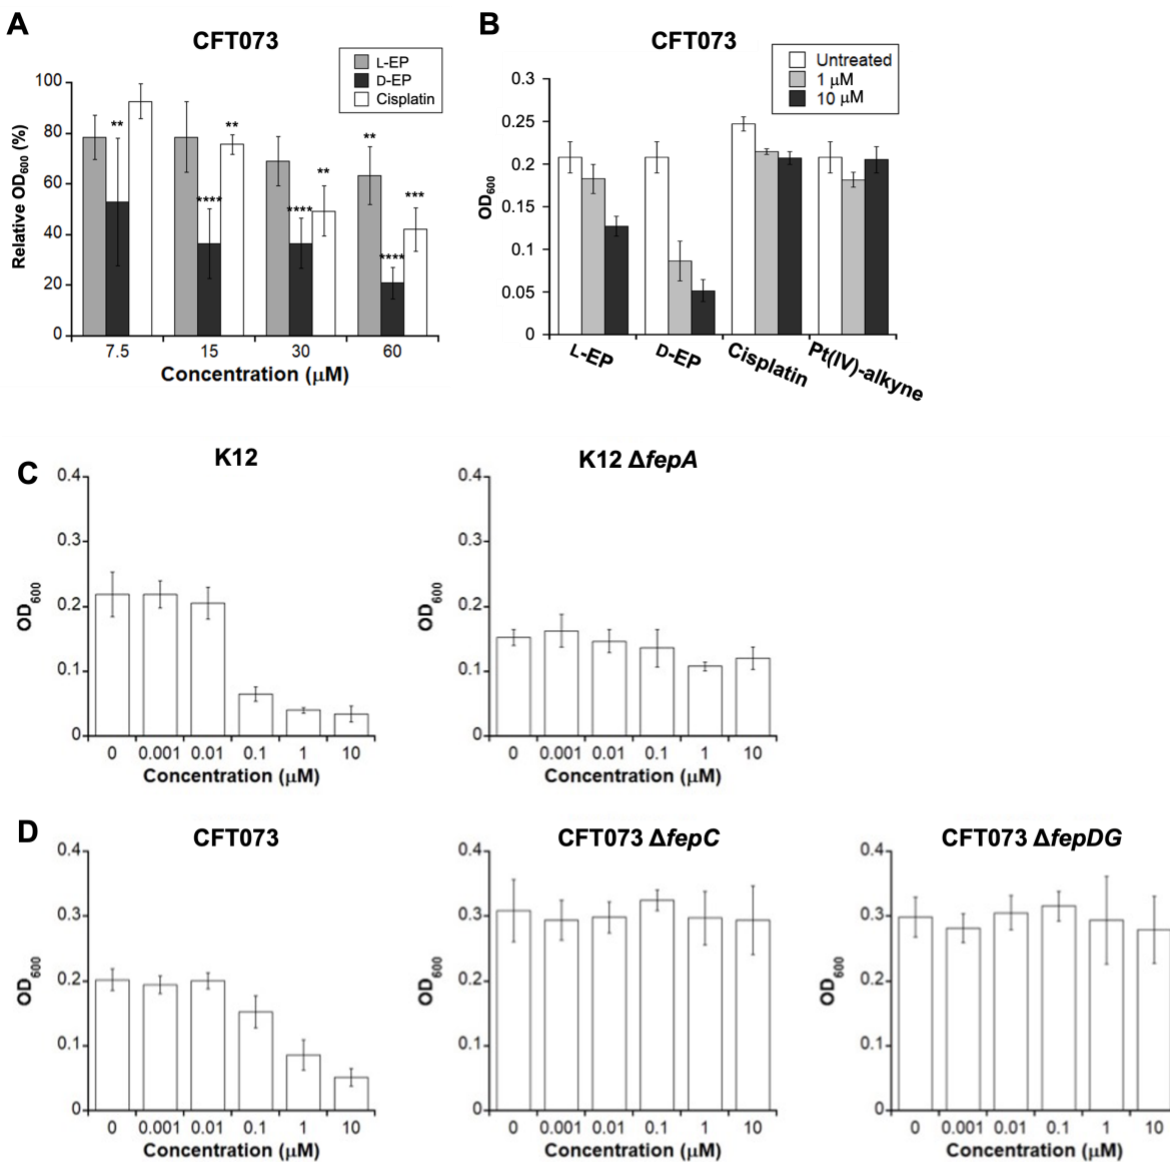 A
CFT073
L-EP
D-EP
Cisplatin
Relative OD600 (%)
100
80
60
40
20
0
**
****
**
****
**
**
****
***
7.5 15 30 60
Concentration (μM)
B
CFT073
Untreated
1 μM
10 μM
OD600
0.3
0.25
0.2
0.15
0.1
0.05
0
L-EP D-EP Cisplatin Pt(IV)-alkyne
C
K12
OD600
0.4
0.3
0.2
0.1
0
0 0.001 0.01 0.1 1 10
Concentration (μM)
K12 ΔfepA
OD600
0.4
0.3
0.2
0.1
0
0 0.001 0.01 0.1 1 10
Concentration (μM)
D
CFT073
OD600
0.4
0.3
0.2
0.1
0
0 0.001 0.01 0.1 1 10
Concentration (μM)
CFT073 ΔfepC
OD600
0.4
0.3
0.2
0.1
0
0 0.001 0.01 0.1 1 10
Concentration (μM)
CFT073 ΔfepDG
OD600
0.4
0.3
0.2
0.1
0
0 0.001 0.01 0.1 1 10
Concentration (μM)